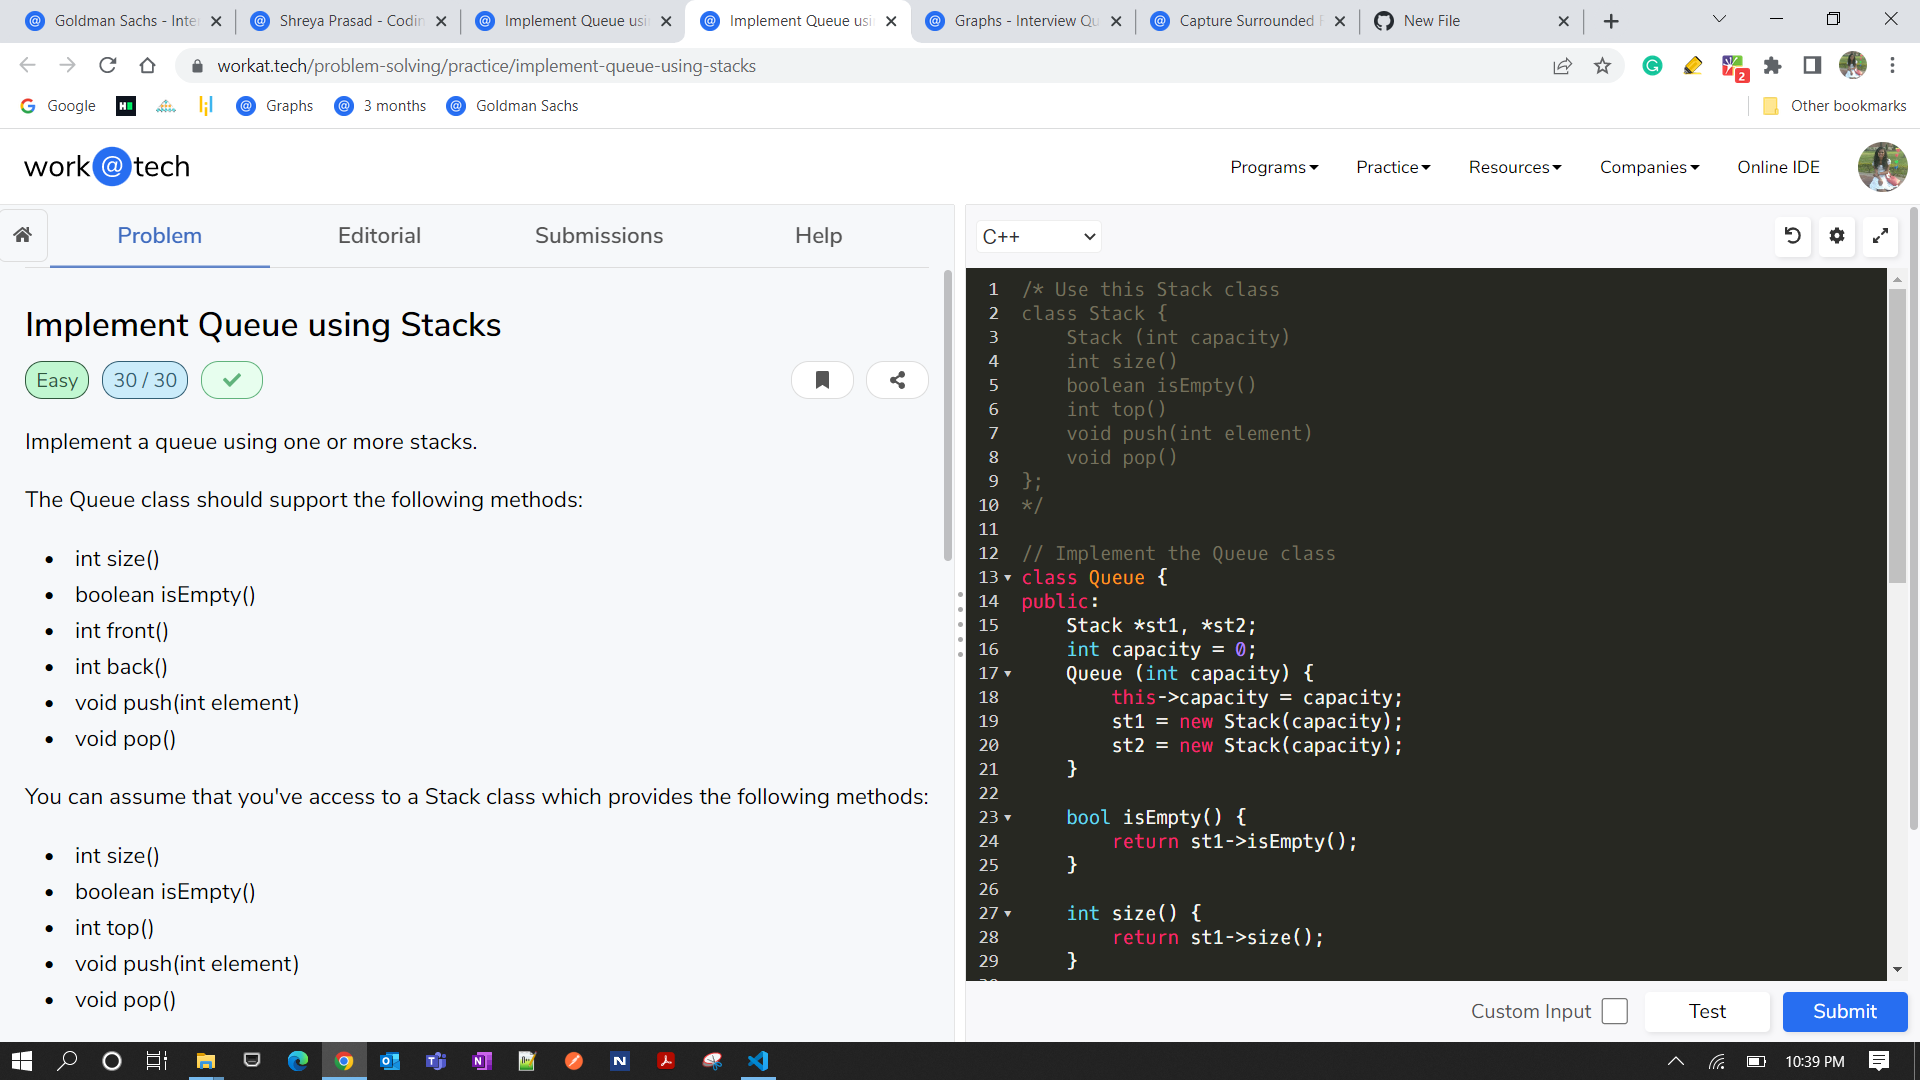 Goldman Sachs - Inte
Shreya Prasad - Codin
Implement Queue usi
Implement Queue usi
Graphs - Interview Qu
Capture Surrounded
New File
workat.tech/problem-solving/practice/implement-queue-using-stacks
2
Google
Graphs
3 months
Goldman Sachs
Other bookmarks
work@tech
Programs
Practice
Resources
Companies
Online IDE
Problem
Editorial
Submissions
Help
C++
Implement Queue using Stacks
Easy
30 / 30
Implement a queue using one or more stacks.
The Queue class should support the following methods:
• int size()
• boolean isEmpty()
• int front()
• int back()
• void push(int element)
• void pop()
You can assume that you've access to a Stack class which provides the following methods:
• int size()
• boolean isEmpty()
• int top()
• void push(int element)
• void pop()
1 /* Use this Stack class
2 class Stack {
3     Stack (int capacity)
4     int size()
5     boolean isEmpty()
6     int top()
7     void push(int element)
8     void pop()
9 };
10 */
11
12 // Implement the Queue class
13 class Queue {
14 public:
15     Stack *st1, *st2;
16     int capacity = 0;
17     Queue (int capacity) {
18         this->capacity = capacity;
19         st1 = new Stack(capacity);
20         st2 = new Stack(capacity);
21     }
22
23     bool isEmpty() {
24         return st1->isEmpty();
25     }
26
27     int size() {
28         return st1->size();
29     }
Custom Input
Test
Submit
10:39 PM